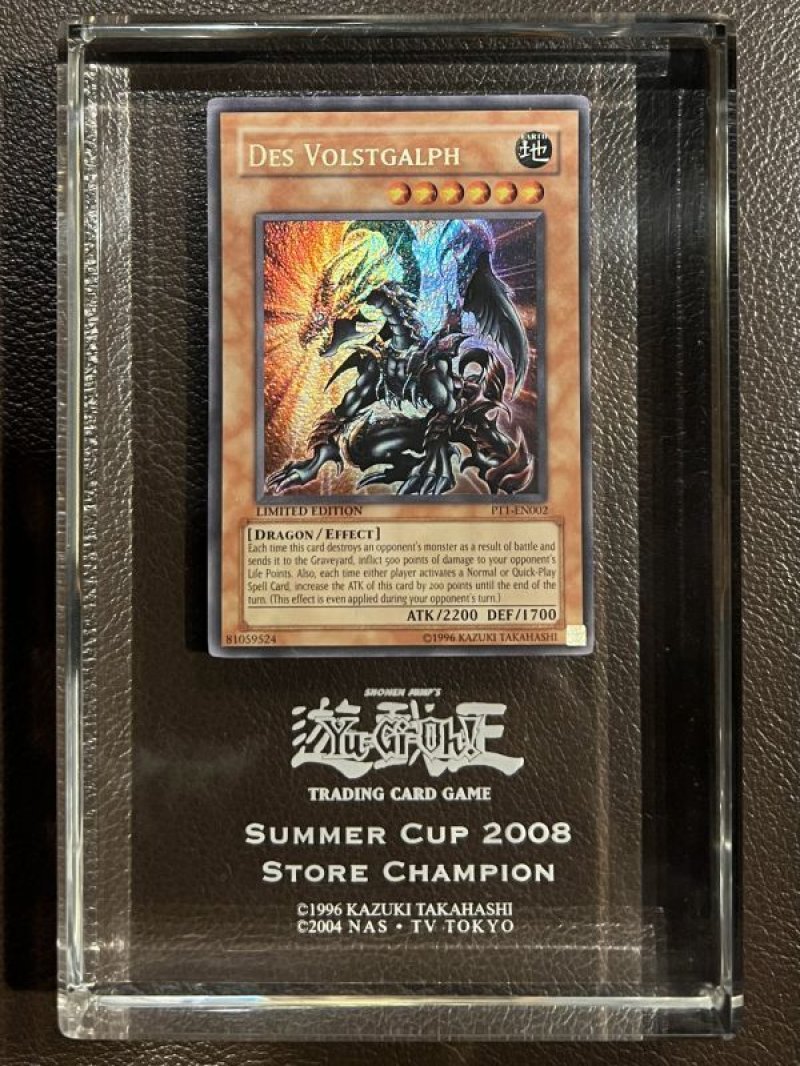 DES VOLSTGALPH
EARTH
地
LIMITED EDITION PT1-EN002
[DRAGON/EFFECT]
Each time this card destroys an opponent's monster as a result of battle and
sends it to the Graveyard, inflict 500 points of damage to your opponent's
Life Points. Also, each time either player activates a Normal or Quick-Play
Spell Card, increase the ATK of this card by 200 points until the end of the
turn. (This effect is even applied during your opponent's turn.)
ATK/2200 DEF/1700
81059524 ©1996 KAZUKI TAKAHASHI
SHONEN JUMP'S
遊戯王
Yu-Gi-Oh!
TRADING CARD GAME
SUMMER CUP 2008
STORE CHAMPION
©1996 KAZUKI TAKAHASHI
©2004 NAS • TV TOKYO